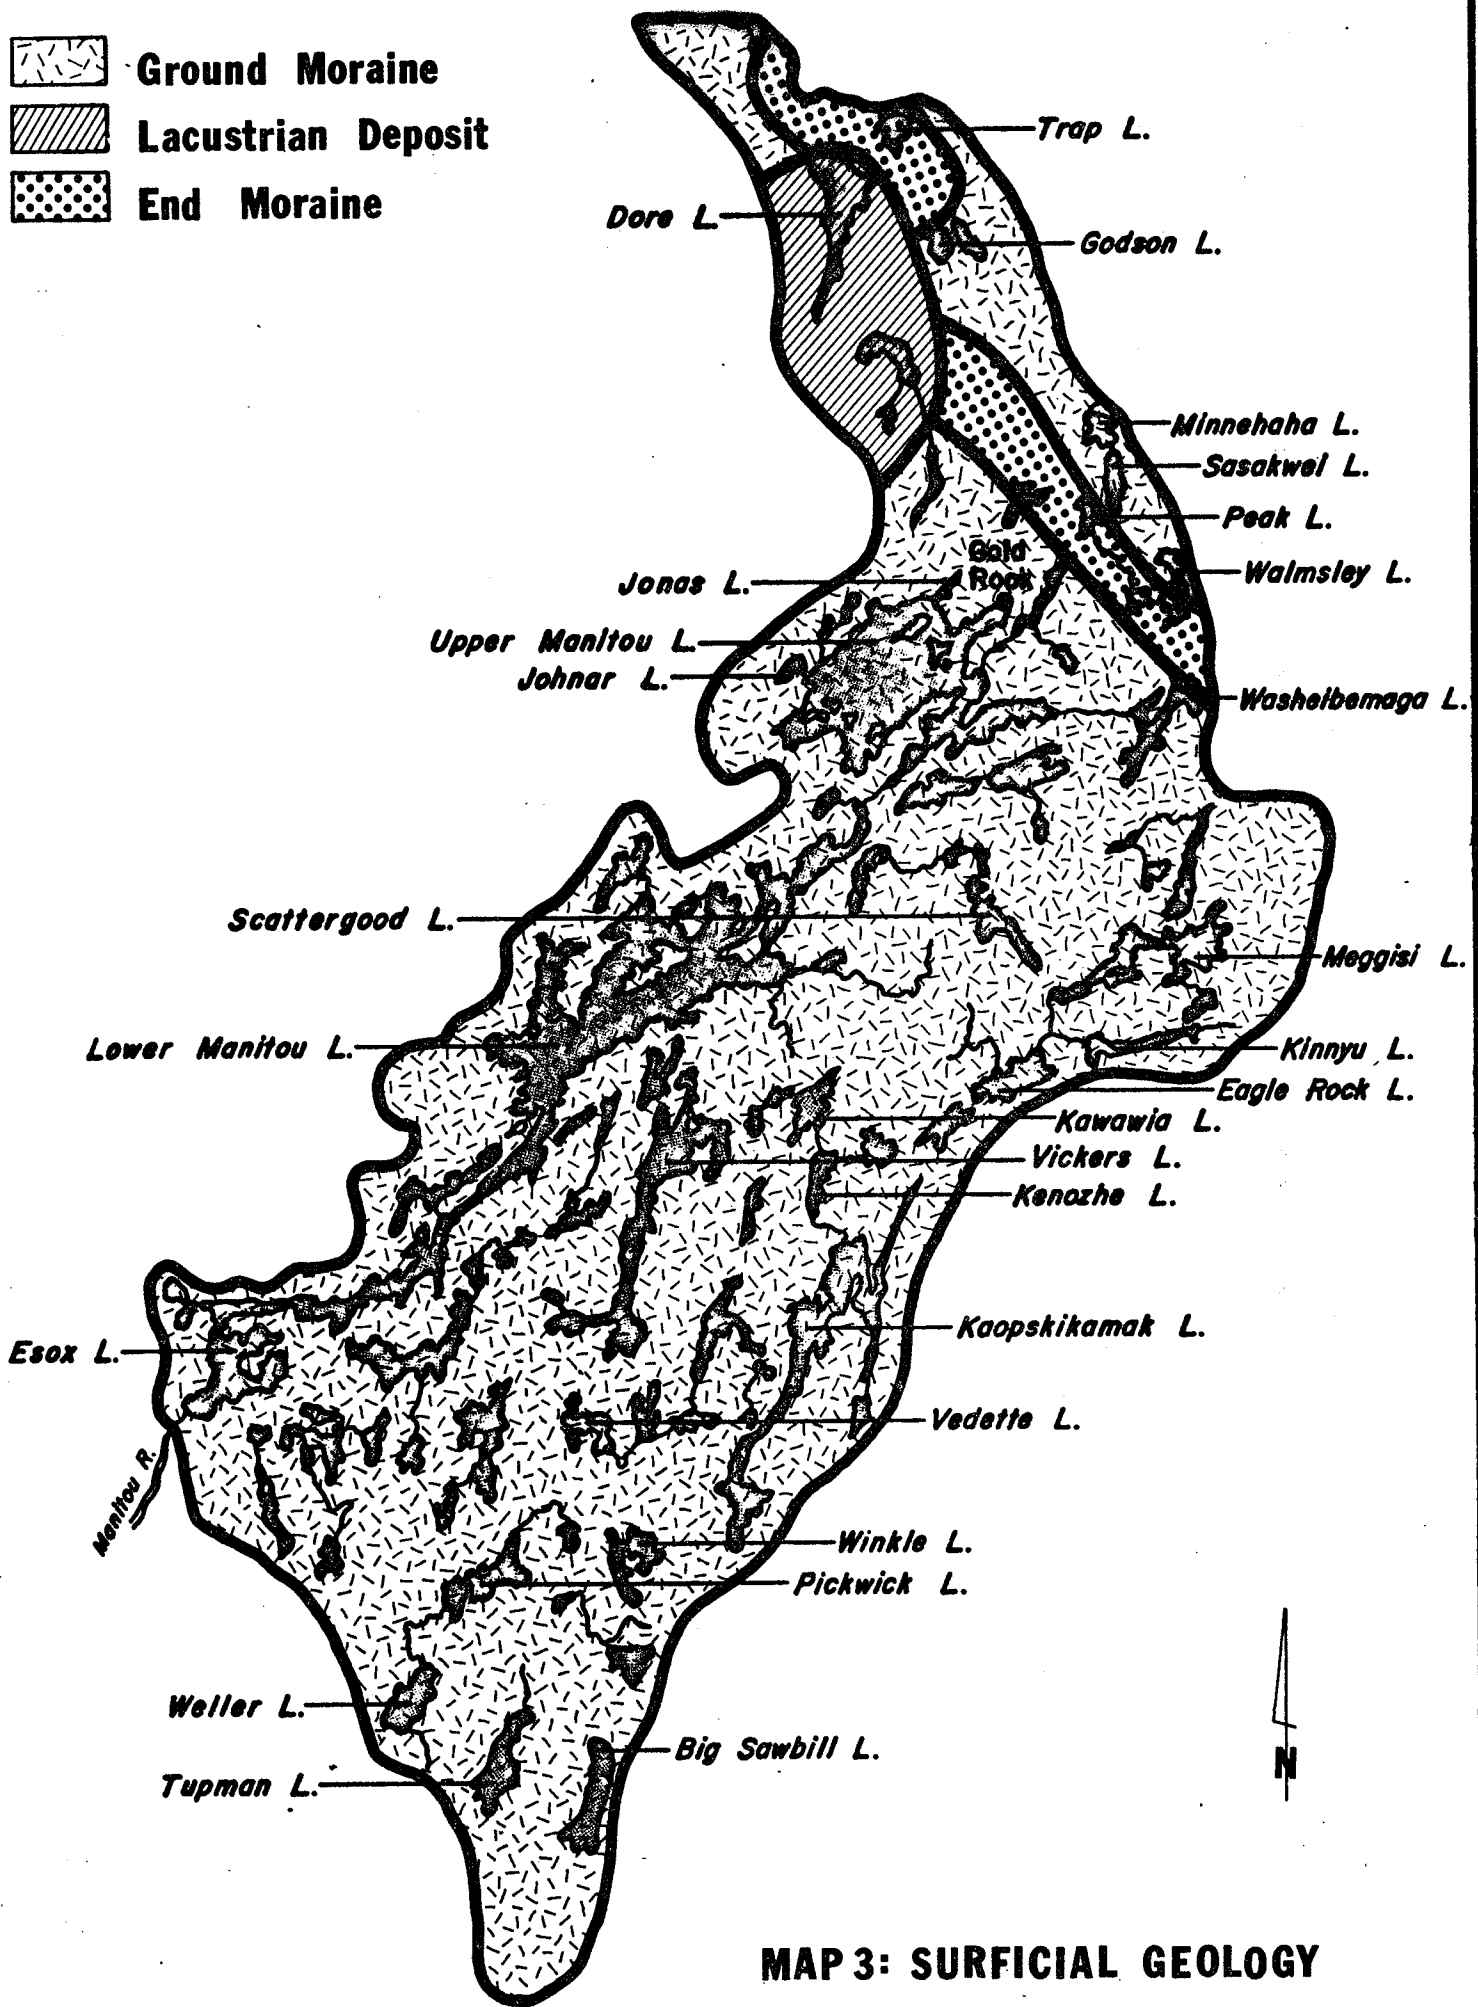 Ground Moraine
Lacustrian Deposit
End Moraine
Trap L.
Dore L.
Godson L.
Minnehaha L.
Sasakwei L.
Peak L.
Gold
Rock
Walmsley L.
Jonas L.
Upper Manitou L.
Johnar L.
Washeibemaga L.
Scattergood L.
Meggisi L.
Lower Manitou L.
Kinnyu L.
Eagle Rock L.
Kawawia L.
Vickers L.
Kenozhe L.
Kaopskikamak L.
Esox L.
Vedette L.
Manitou R.
Winkle L.
Pickwick L.
Weller L.
Big Sawbill L.
Tupman L.
N
MAP 3: SURFICIAL GEOLOGY